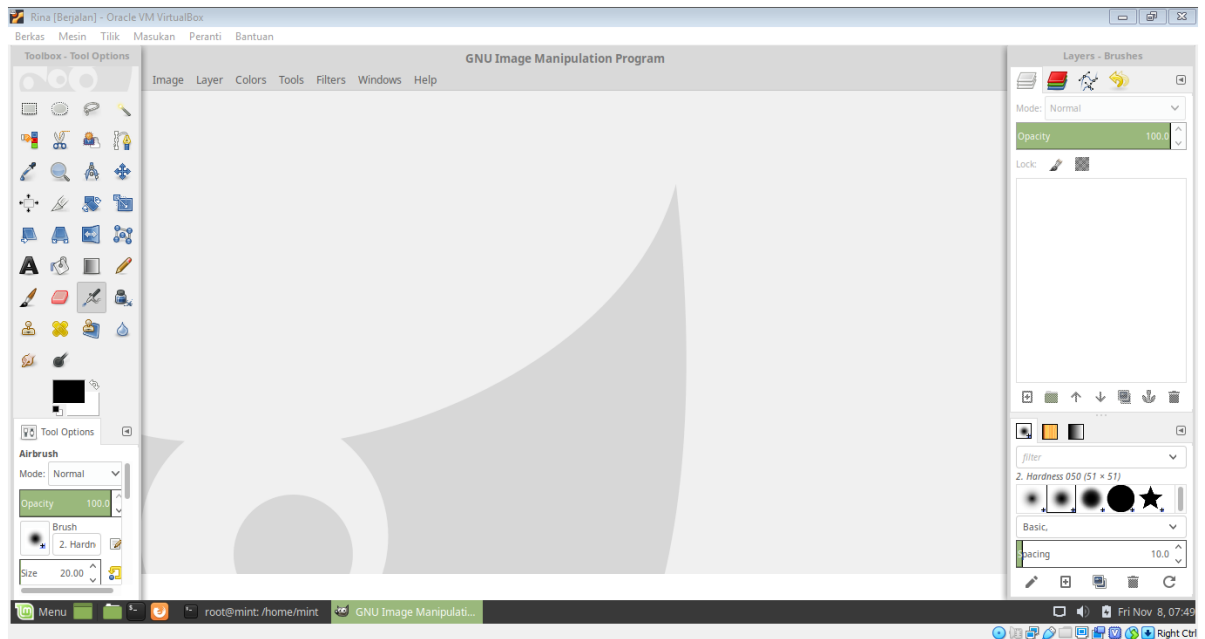 Rina [Berjalan] - Oracle VM VirtualBox
Berkas Mesin Tilik Masukan Peranti Bantuan
Toolbox - Tool Options
GNU Image Manipulation Program
Image Layer Colors Tools Filters Windows Help
Layers - Brushes
Mode: Normal
Opacity 100.0
Lock:
Tool Options
Airbrush
Mode: Normal
Opacity 100.0
Brush
2. Hardn
Size 20.00
filter
2. Hardness 050 (51 × 51)
Basic,
Spacing 10.0
Menu
root@mint: /home/mint
GNU Image Manipulati...
Fri Nov 8, 07:49
Right Ctrl